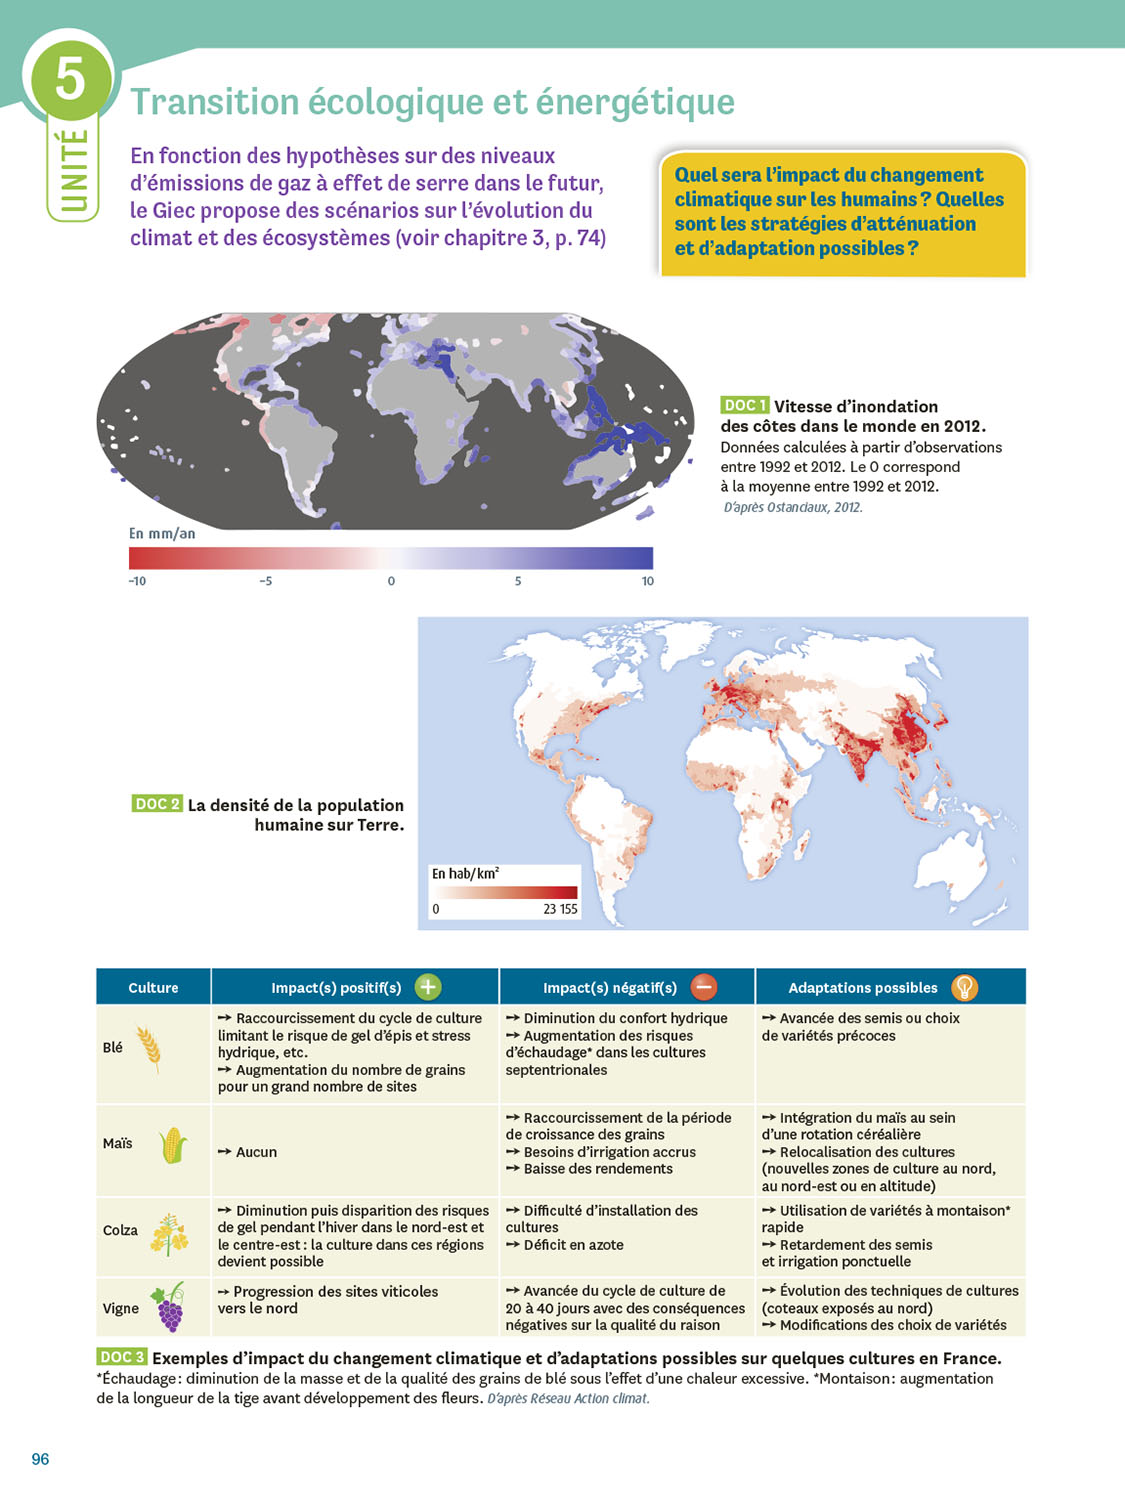 5
UNITÉ
Transition écologique et énergétique
En fonction des hypothèses sur des niveaux
d'émissions de gaz à effet de serre dans le futur,
le Giec propose des scénarios sur l'évolution du
climat et des écosystèmes (voir chapitre 3, p. 74)
Quel sera l'impact du changement
climatique sur les humains ? Quelles
sont les stratégies d'atténuation
et d'adaptation possibles ?
DOC 1 Vitesse d'inondation
des côtes dans le monde en 2012.
Données calculées à partir d'observations
entre 1992 et 2012. Le 0 correspond
à la moyenne entre 1992 et 2012.
D'après Ostanciaux, 2012.
En mm/an
–10 –5 0 5 10
DOC 2 La densité de la population
humaine sur Terre.
En hab/km²
0 23 155
Culture Impact(s) positif(s) Impact(s) négatif(s) Adaptations possibles
Blé
➙ Raccourcissement du cycle de culture
limitant le risque de gel d'épis et stress
hydrique, etc.
➙ Augmentation du nombre de grains
pour un grand nombre de sites
➙ Diminution du confort hydrique
➙ Augmentation des risques
d'échaudage* dans les cultures
septentrionales
➙ Avancée des semis ou choix
de variétés précoces
Maïs
➙ Aucun
➙ Raccourcissement de la période
de croissance des grains
➙ Besoins d'irrigation accrus
➙ Baisse des rendements
➙ Intégration du maïs au sein
d'une rotation céréalière
➙ Relocalisation des cultures
(nouvelles zones de culture au nord,
au nord-est ou en altitude)
Colza
➙ Diminution puis disparition des risques
de gel pendant l'hiver dans le nord-est et
le centre-est : la culture dans ces régions
devient possible
➙ Difficulté d'installation des
cultures
➙ Déficit en azote
➙ Utilisation de variétés à montaison*
rapide
➙ Retardement des semis
et irrigation ponctuelle
Vigne
➙ Progression des sites viticoles
vers le nord
➙ Avancée du cycle de culture de
20 à 40 jours avec des conséquences
négatives sur la qualité du raison
➙ Évolution des techniques de cultures
(coteaux exposés au nord)
➙ Modifications des choix de variétés
DOC 3 Exemples d'impact du changement climatique et d'adaptations possibles sur quelques cultures en France.
*Échaudage : diminution de la masse et de la qualité des grains de blé sous l'effet d'une chaleur excessive. *Montaison : augmentation
de la longueur de la tige avant développement des fleurs. D'après Réseau Action climat.
96